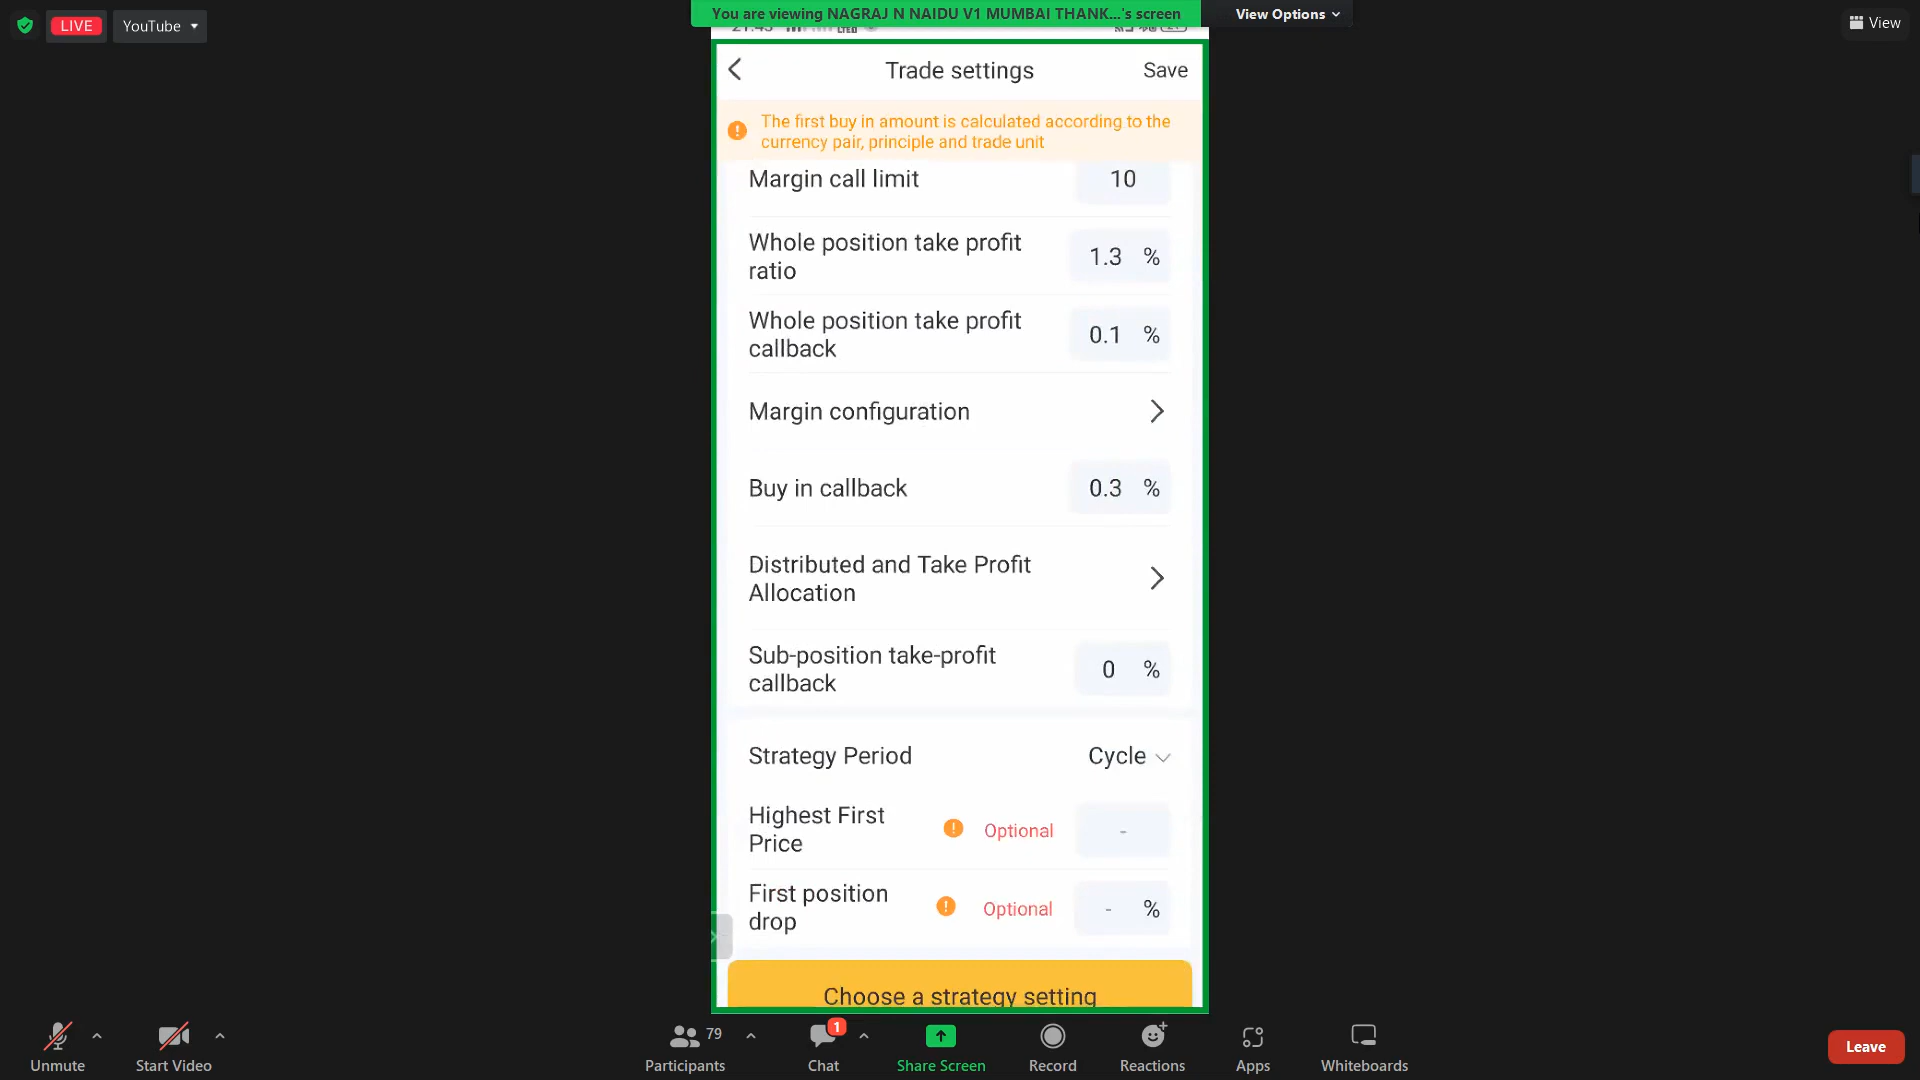 You are viewing NAGRAJ N NAIDU V1 MUMBAI THANK...'s screen
View Options
LIVE
YouTube
View
Trade settings
Save
The first buy in amount is calculated according to the
currency pair, principle and trade unit
Margin call limit
10
Whole position take profit
ratio
1.3 %
Whole position take profit
callback
0.1 %
Margin configuration
Buy in callback
0.3 %
Distributed and Take Profit
Allocation
Sub-position take-profit
callback
0 %
Strategy Period
Cycle
Highest First
Price
Optional
-
First position
drop
Optional
- %
Choose a strategy setting
Unmute
Start Video
79
Participants
1
Chat
Share Screen
Record
Reactions
Apps
Whiteboards
Leave